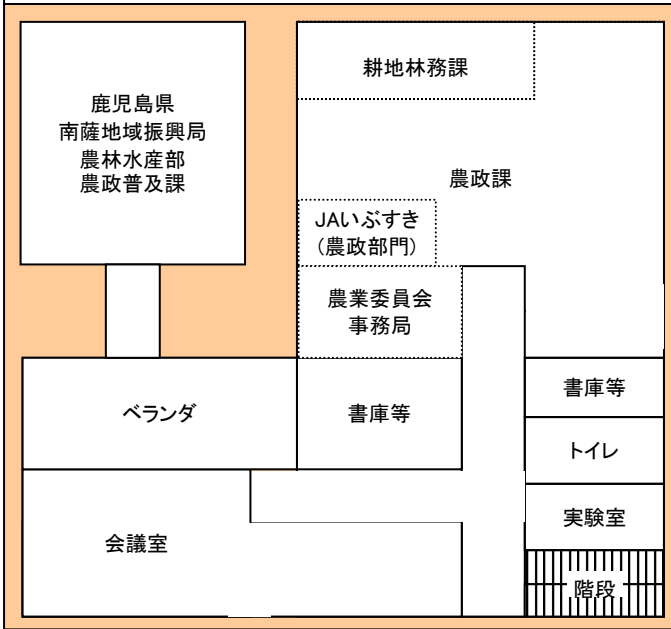 耕地林務課
鹿児島県
南薩地域振興局
農林水産部
農政普及課
農政課
JAいぶすき
(農政部門)
農業委員会
事務局
ベランダ
書庫等
書庫等
トイレ
実験室
会議室
階段